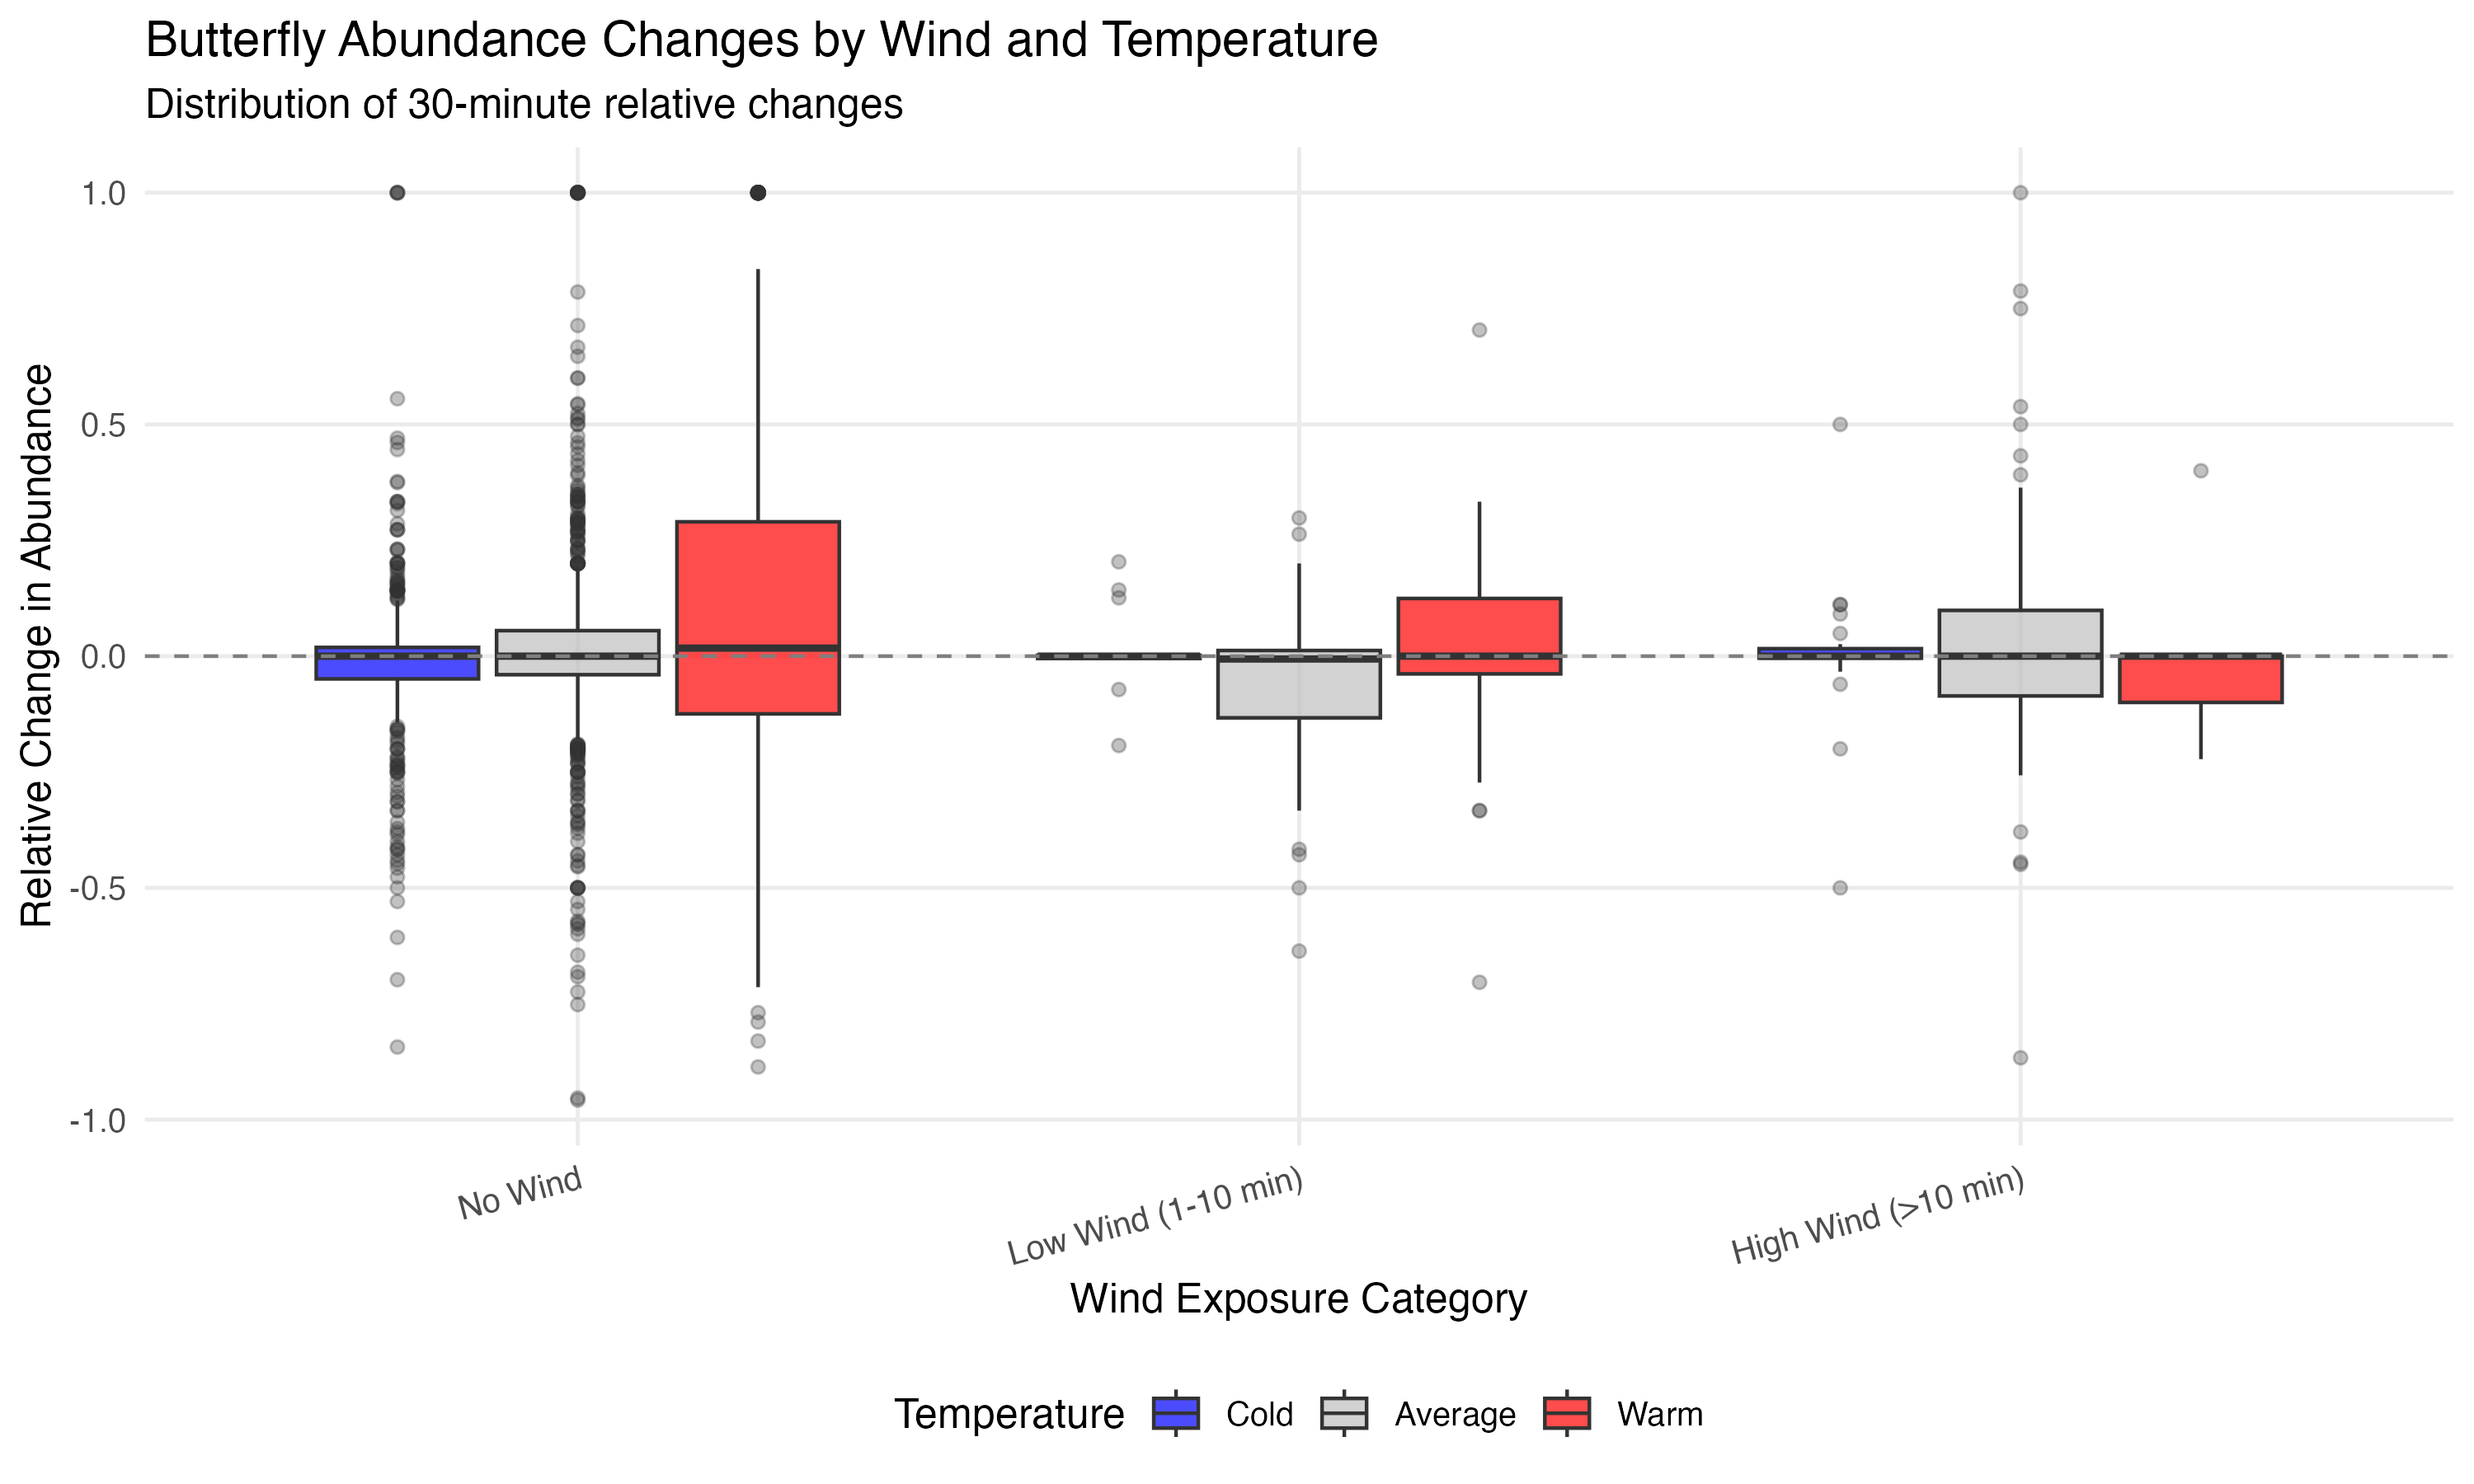 Butterfly Abundance Changes by Wind and Temperature
Distribution of 30-minute relative changes
Relative Change in Abundance
1.0
0.5
0.0
-0.5
-1.0
No Wind
Low Wind (1-10 min)
High Wind (>10 min)
Wind Exposure Category
Temperature Cold Average Warm